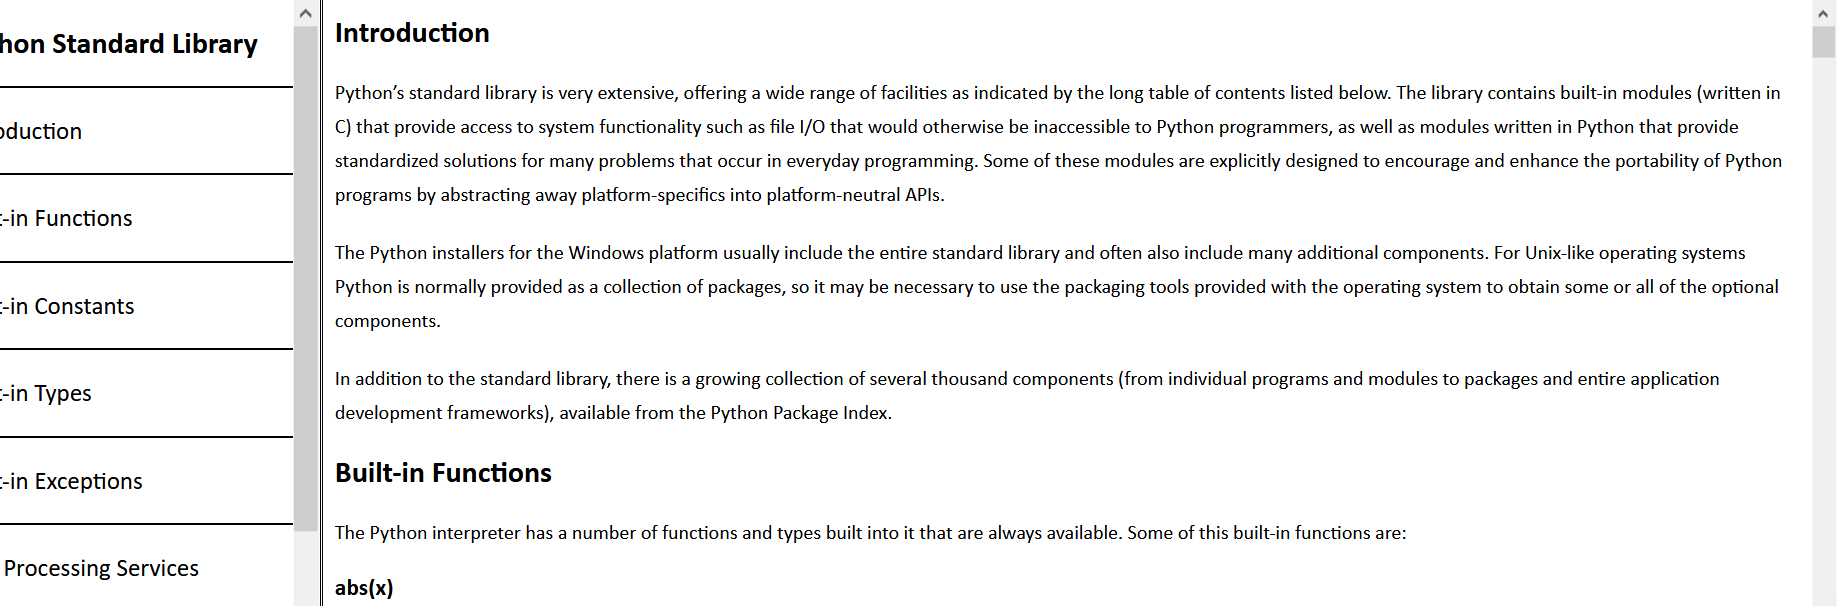 hon Standard Library
oduction
t-in Functions
t-in Constants
t-in Types
t-in Exceptions
Processing Services
Introduction
Python’s standard library is very extensive, offering a wide range of facilities as indicated by the long table of contents listed below. The library contains built-in modules (written in
C) that provide access to system functionality such as file I/O that would otherwise be inaccessible to Python programmers, as well as modules written in Python that provide
standardized solutions for many problems that occur in everyday programming. Some of these modules are explicitly designed to encourage and enhance the portability of Python
programs by abstracting away platform-specifics into platform-neutral APIs.
The Python installers for the Windows platform usually include the entire standard library and often also include many additional components. For Unix-like operating systems
Python is normally provided as a collection of packages, so it may be necessary to use the packaging tools provided with the operating system to obtain some or all of the optional
components.
In addition to the standard library, there is a growing collection of several thousand components (from individual programs and modules to packages and entire application
development frameworks), available from the Python Package Index.
Built-in Functions
The Python interpreter has a number of functions and types built into it that are always available. Some of this built-in functions are:
abs(x)